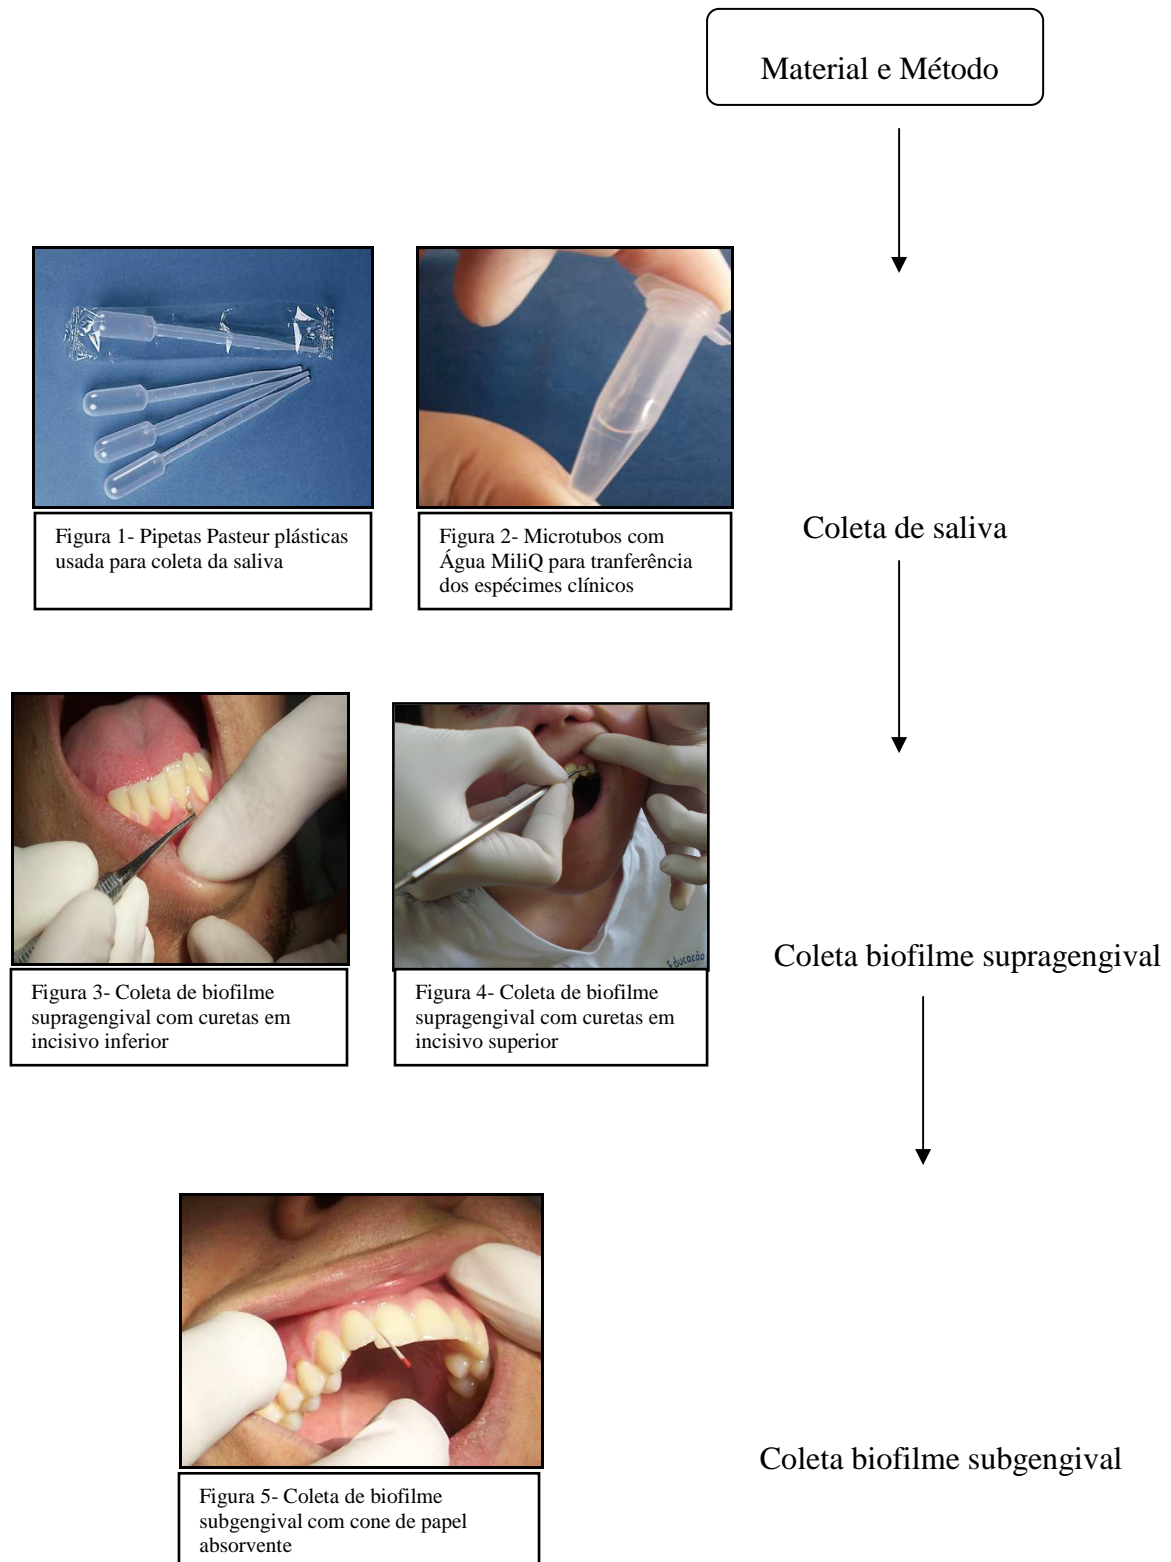 Material e Método
Figura 1- Pipetas Pasteur plásticas
usada para coleta da saliva
Figura 2- Microtubos com
Água MiliQ para tranferência
dos espécimes clínicos
Coleta de saliva
Figura 3- Coleta de biofilme
supragengival com curetas em
incisivo inferior
Educação
Figura 4- Coleta de biofilme
supragengival com curetas em
incisivo superior
Coleta biofilme supragengival
Figura 5- Coleta de biofilme
subgengival com cone de papel
absorvente
Coleta biofilme subgengival